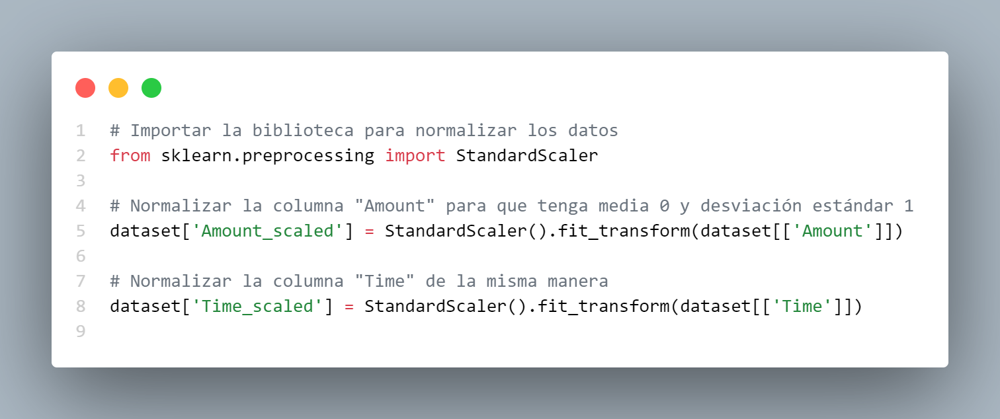 1 # Importar la biblioteca para normalizar los datos
2 from sklearn.preprocessing import StandardScaler
3
4 # Normalizar la columna "Amount" para que tenga media 0 y desviación estándar 1
5 dataset['Amount_scaled'] = StandardScaler().fit_transform(dataset[['Amount']])
6
7 # Normalizar la columna "Time" de la misma manera
8 dataset['Time_scaled'] = StandardScaler().fit_transform(dataset[['Time']])
9